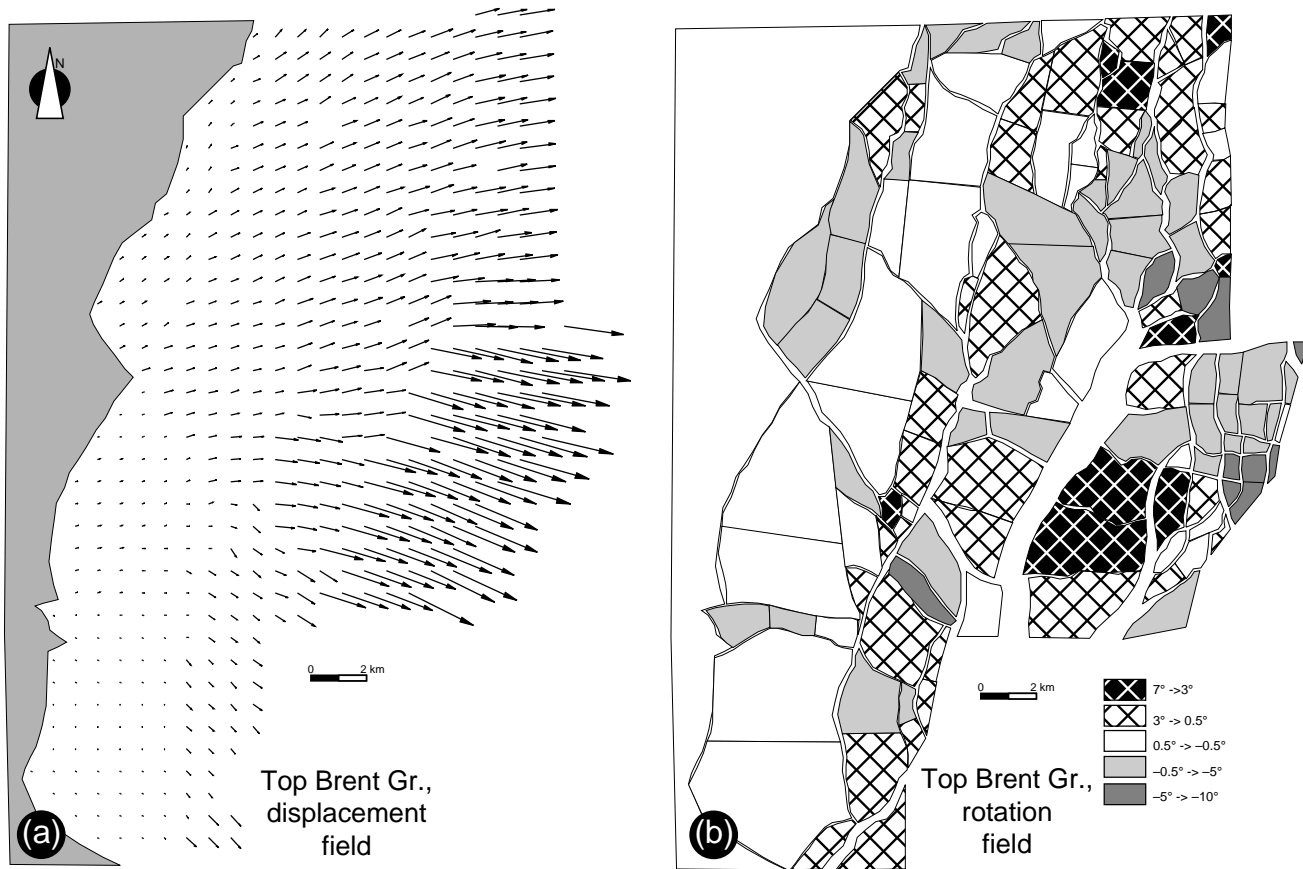 N
0 2 km
Top Brent Gr.,
displacement
field
(a)
0 2 km
7° ->3°
3° -> 0.5°
0.5° -> –0.5°
–0.5° -> –5°
–5° -> –10°
Top Brent Gr.,
rotation
field
(b)